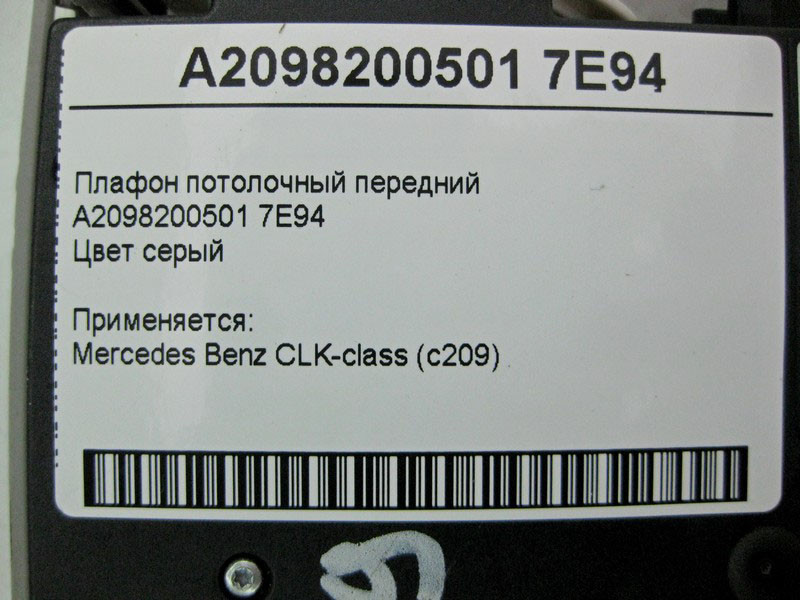 A2098200501 7E94
Плафон потолочный передний
A2098200501 7E94
Цвет серый
Применяется:
Mercedes Benz CLK-class (c209)